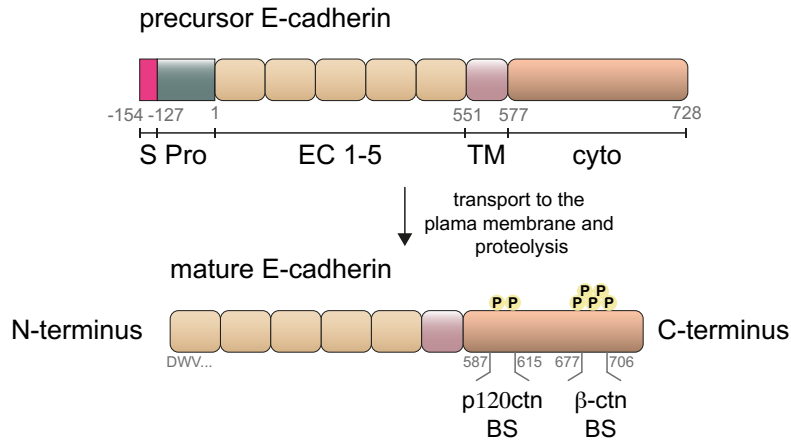 precursor E-cadherin
-154 -127 1 551 577 728
S Pro EC 1-5 TM cyto
transport to the
plama membrane and
proteolysis
mature E-cadherin
P P P P P P P
N-terminus C-terminus
DWV... 587 615 677 706
p120ctn β-ctn
BS BS